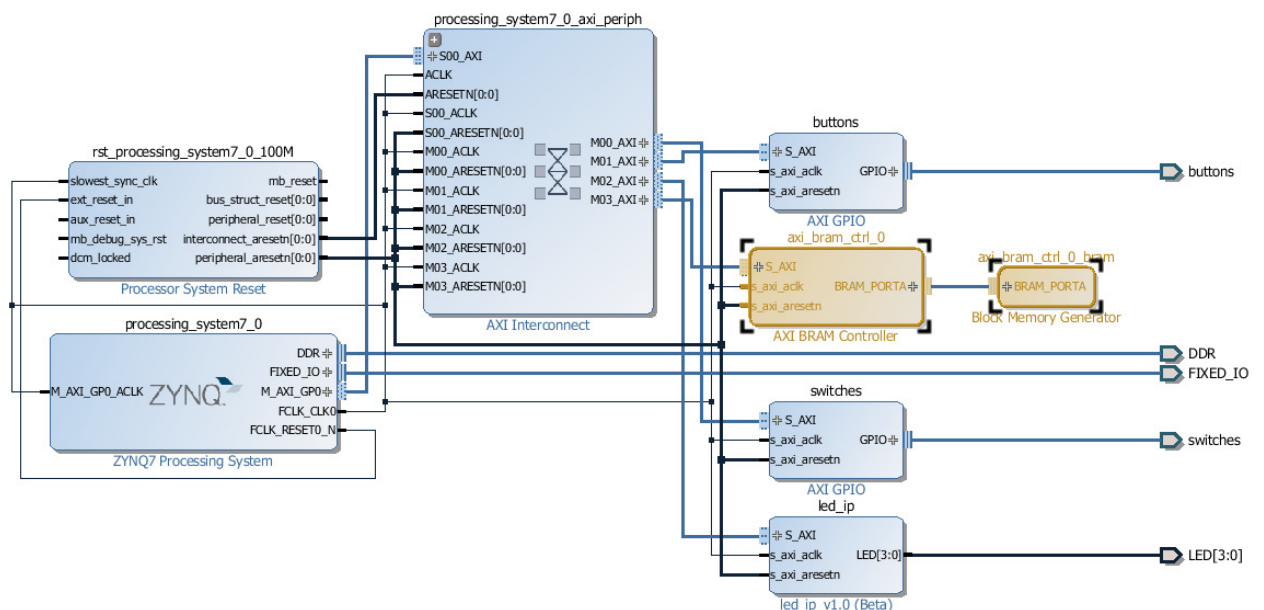 processing_system7_0_axi_periph
S00_AXI
ACLK
ARESETN[0:0]
S00_ACLK
S00_ARESETN[0:0]
M00_ACLK
M00_ARESETN[0:0]
M01_ACLK
M01_ARESETN[0:0]
M02_ACLK
M02_ARESETN[0:0]
M03_ACLK
M03_ARESETN[0:0]
M00_AXI
M01_AXI
M02_AXI
M03_AXI
AXI Interconnect
rst_processing_system7_0_100M
slowest_sync_clk
ext_reset_in
aux_reset_in
mb_debug_sys_rst
dcm_locked
mb_reset
bus_struct_reset[0:0]
peripheral_reset[0:0]
interconnect_aresetn[0:0]
peripheral_aresetn[0:0]
Processor System Reset
processing_system7_0
M_AXI_GP0_ACLK
ZYNQ
DDR
FIXED_IO
M_AXI_GP0
FCLK_CLK0
FCLK_RESET0_N
ZYNQ7 Processing System
buttons
S_AXI
s_axi_aclk
s_axi_aresetn
GPIO
AXI GPIO
buttons
axi_bram_ctrl_0
S_AXI
s_axi_aclk
s_axi_aresetn
BRAM_PORTA
AXI BRAM Controller
axi_bram_ctrl_0_bram
BRAM_PORTA
Block Memory Generator
DDR
FIXED_IO
switches
S_AXI
s_axi_aclk
s_axi_aresetn
GPIO
AXI GPIO
switches
led_ip
S_AXI
s_axi_aclk
s_axi_aresetn
LED[3:0]
led_ip_v1.0 (Beta)
LED[3:0]